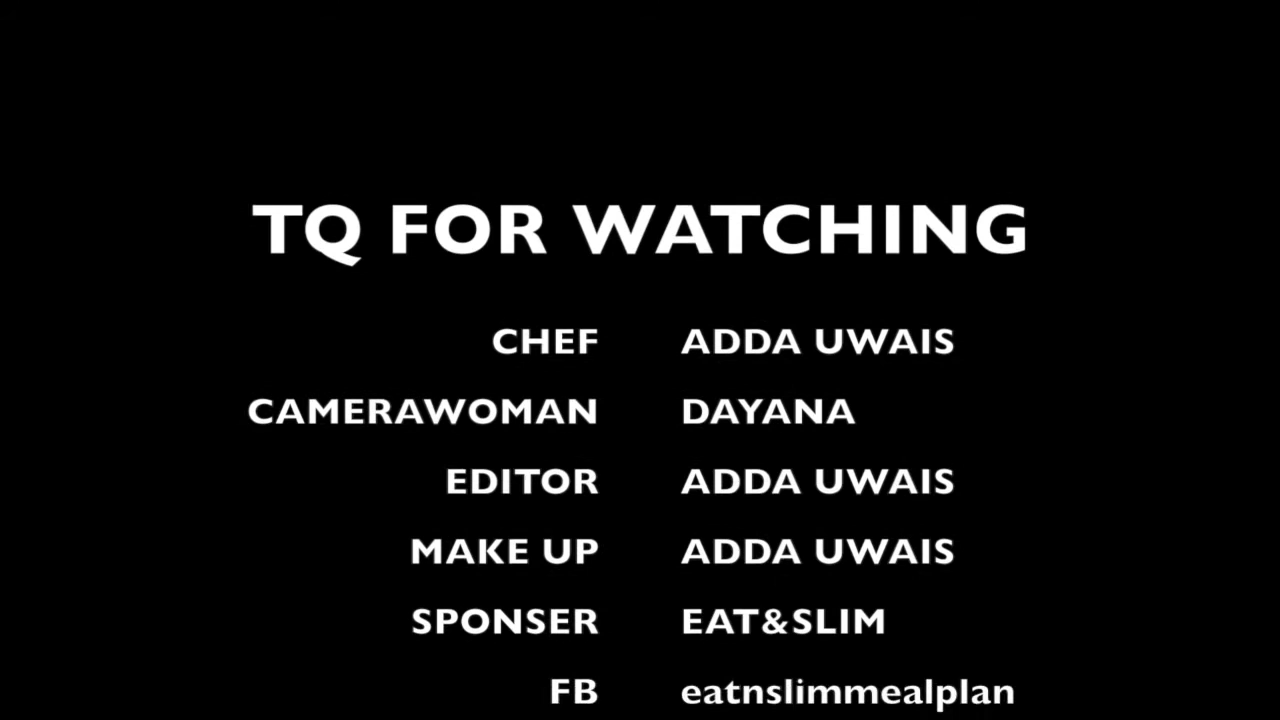 TQ FOR WATCHING
CHEF ADDA UWAIS
CAMERAWOMAN DAYANA
EDITOR ADDA UWAIS
MAKE UP ADDA UWAIS
SPONSER EAT&SLIM
FB eatnslimmealplan